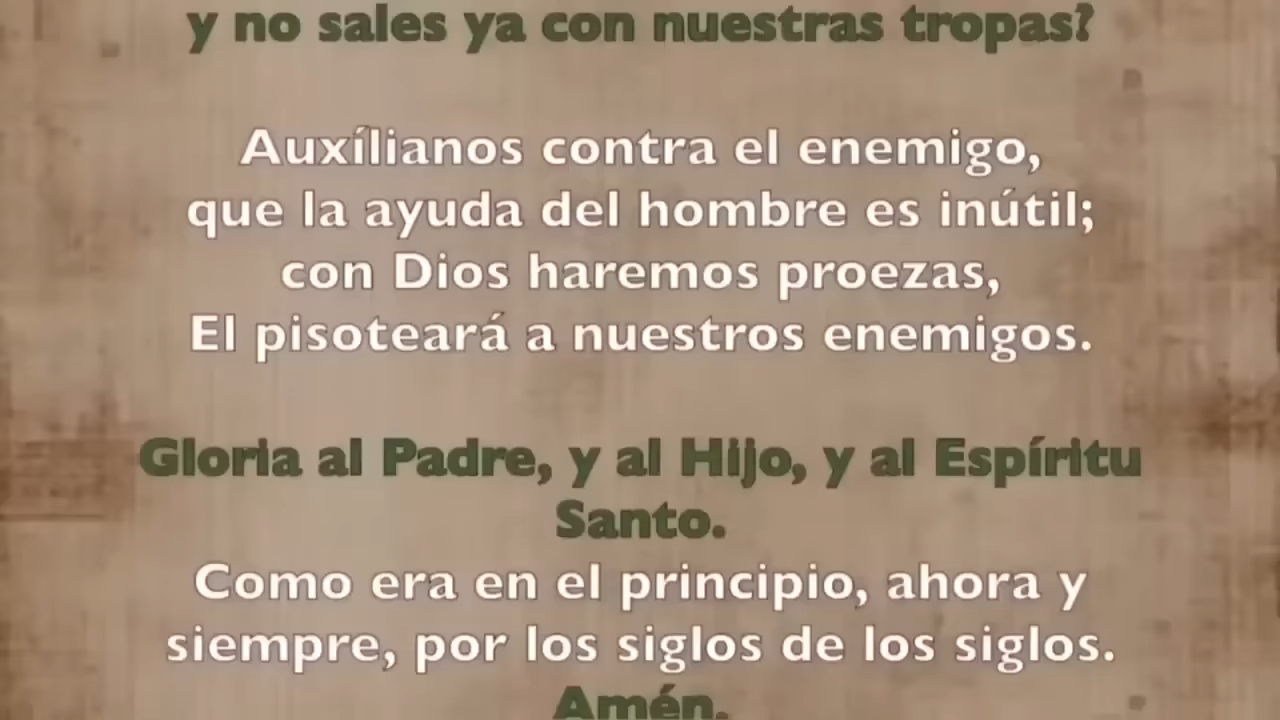 y no sales ya con nuestras tropas?
Auxílianos contra el enemigo,
que la ayuda del hombre es inútil;
con Dios haremos proezas,
El pisoteará a nuestros enemigos.
Gloria al Padre, y al Hijo, y al Espíritu
Santo.
Como era en el principio, ahora y
siempre, por los siglos de los siglos.
Amén.